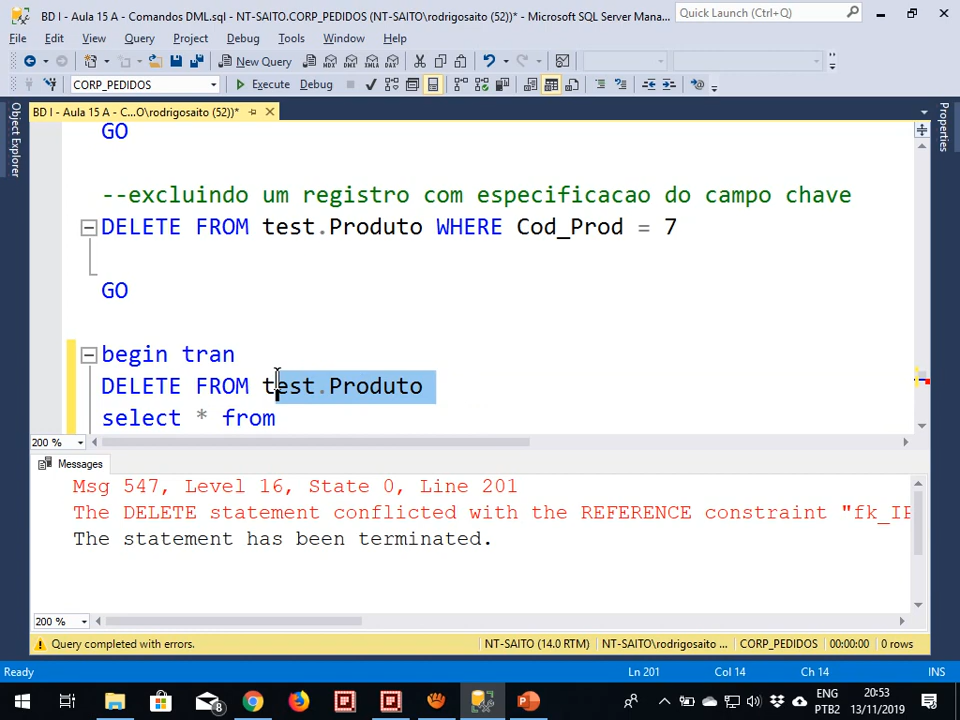 BD I - Aula 15 A - Comandos DML.sql - NT-SAITO.CORP_PEDIDOS (NT-SAITO\rodrigosaito (52))* - Microsoft SQL Server Mana...
Quick Launch (Ctrl+Q)
File Edit View Query Project Debug Tools Window Help
New Query
CORP_PEDIDOS
Execute Debug
BD I - Aula 15 A - C...O\rodrigosaito (52))*
Object Explorer
Properties
GO
--excluindo um registro com especificacao do campo chave
DELETE FROM test.Produto WHERE Cod_Prod = 7
GO
begin tran
DELETE FROM test.Produto
select * from
200 %
Messages
Msg 547, Level 16, State 0, Line 201
The DELETE statement conflicted with the REFERENCE constraint "fk_IP
The statement has been terminated.
200 %
Query completed with errors.
NT-SAITO (14.0 RTM) NT-SAITO\rodrigosaito ... CORP_PEDIDOS 00:00:00 0 rows
Ready Ln 201 Col 14 Ch 14 INS
8
ENG
PTB2
20:53
13/11/2019